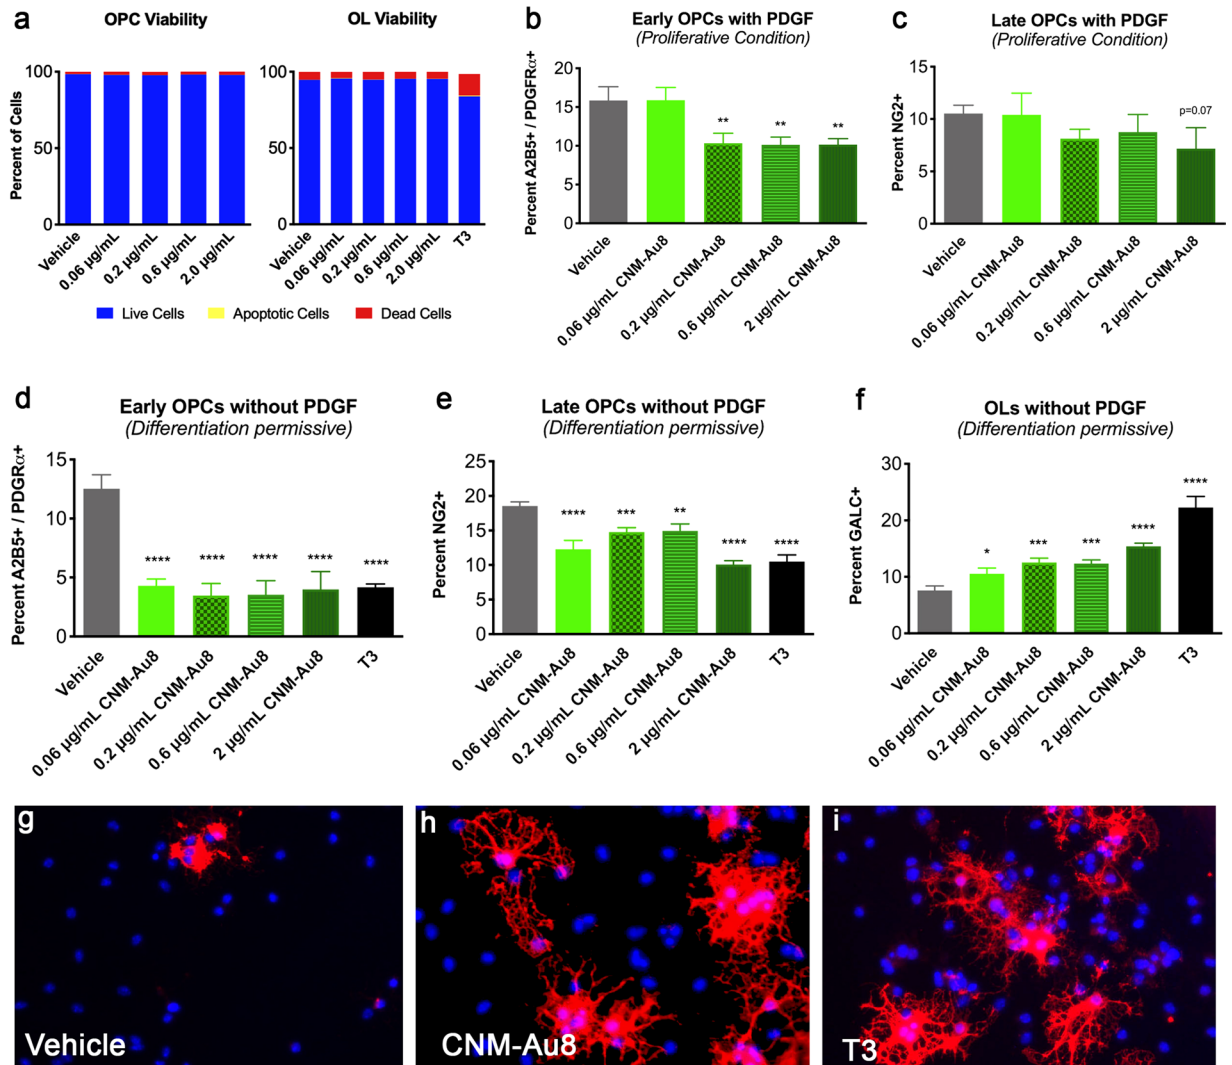 a
OPC Viability
OL Viability
Percent of Cells
100
50
0
Vehicle
0.06 µg/mL
0.2 µg/mL
0.6 µg/mL
2.0 µg/mL
100
50
0
Vehicle
0.06 µg/mL
0.2 µg/mL
0.6 µg/mL
2.0 µg/mL
T3
Live Cells
Apoptotic Cells
Dead Cells
b
Early OPCs with PDGF
(Proliferative Condition)
Percent A2B5+ / PDGFRα+
20
15
10
5
0
**
**
**
Vehicle
0.06 µg/mL CNM-Au8
0.2 µg/mL CNM-Au8
0.6 µg/mL CNM-Au8
2 µg/mL CNM-Au8
c
Late OPCs with PDGF
(Proliferative Condition)
Percent NG2+
15
10
5
0
p=0.07
Vehicle
0.06 µg/mL CNM-Au8
0.2 µg/mL CNM-Au8
0.6 µg/mL CNM-Au8
2 µg/mL CNM-Au8
d
Early OPCs without PDGF
(Differentiation permissive)
Percent A2B5+ / PDGRα+
15
10
5
0
****
****
****
****
****
Vehicle
0.06 µg/mL CNM-Au8
0.2 µg/mL CNM-Au8
0.6 µg/mL CNM-Au8
2 µg/mL CNM-Au8
T3
e
Late OPCs without PDGF
(Differentiation permissive)
Percent NG2+
25
20
15
10
5
0
****
***
**
****
****
Vehicle
0.06 µg/mL CNM-Au8
0.2 µg/mL CNM-Au8
0.6 µg/mL CNM-Au8
2 µg/mL CNM-Au8
T3
f
OLs without PDGF
(Differentiation permissive)
Percent GALC+
30
20
10
0
*
***
***
****
****
Vehicle
0.06 µg/mL CNM-Au8
0.2 µg/mL CNM-Au8
0.6 µg/mL CNM-Au8
2 µg/mL CNM-Au8
T3
g
Vehicle
h
CNM-Au8
i
T3